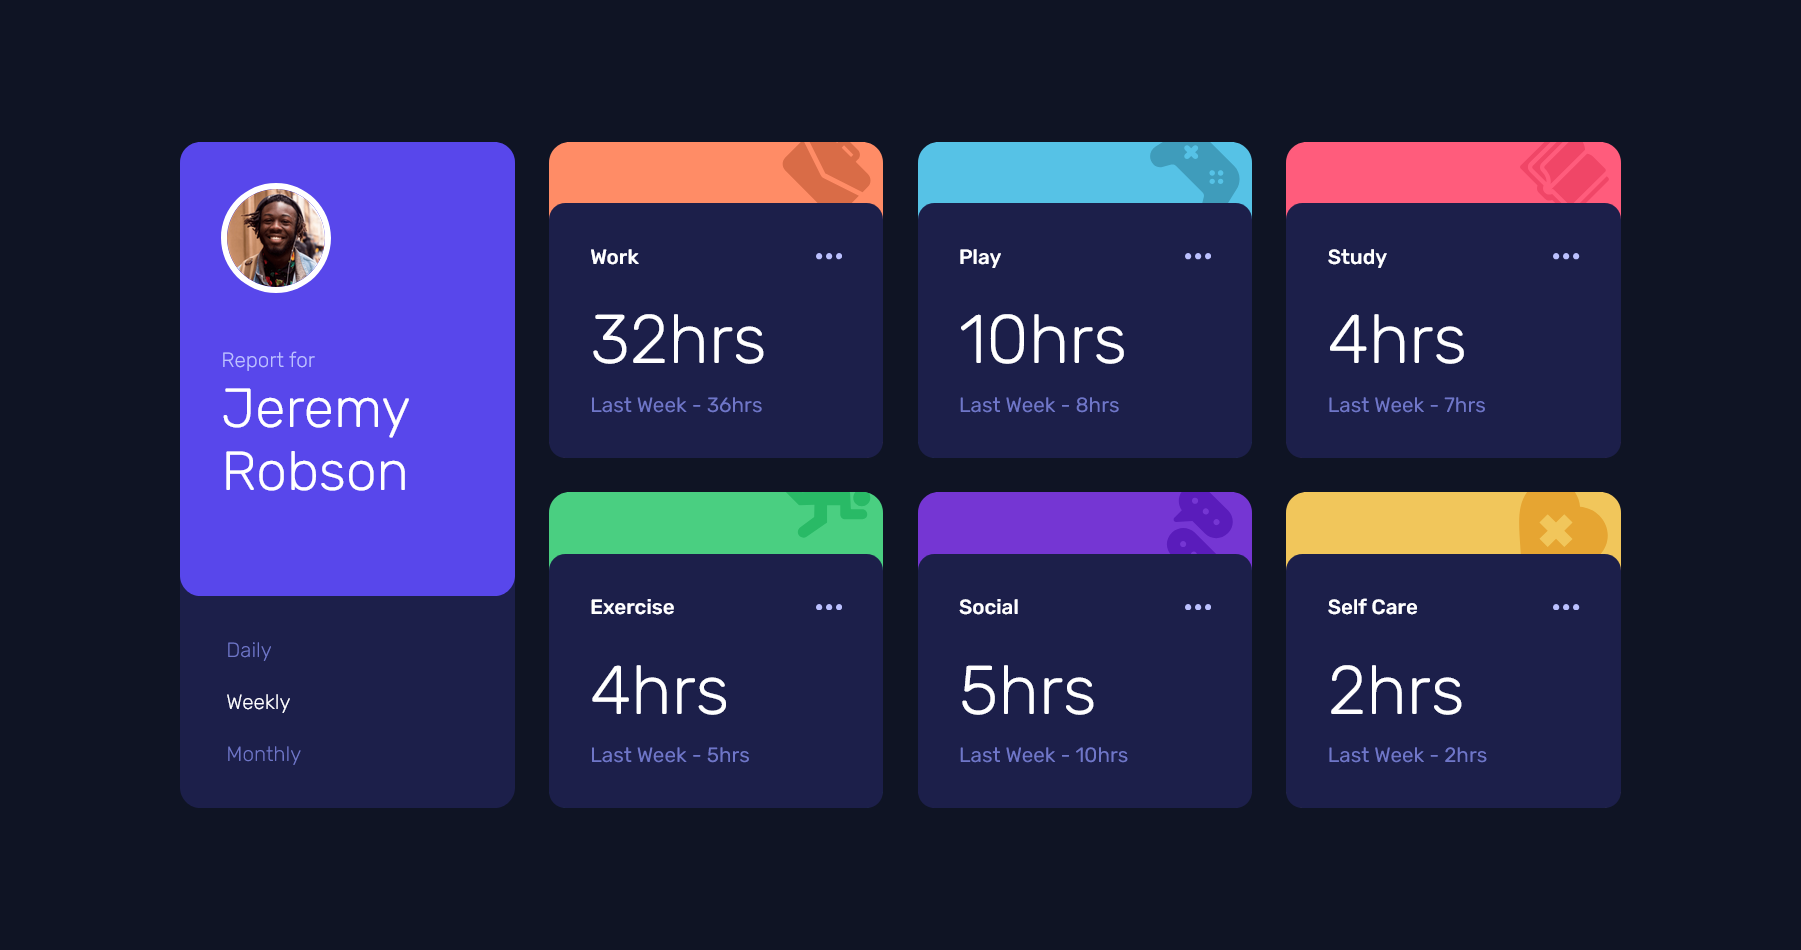 Report for
Jeremy
Robson
Daily
Weekly
Monthly
Work
32hrs
Last Week - 36hrs
Play
10hrs
Last Week - 8hrs
Study
4hrs
Last Week - 7hrs
Exercise
4hrs
Last Week - 5hrs
Social
5hrs
Last Week - 10hrs
Self Care
2hrs
Last Week - 2hrs